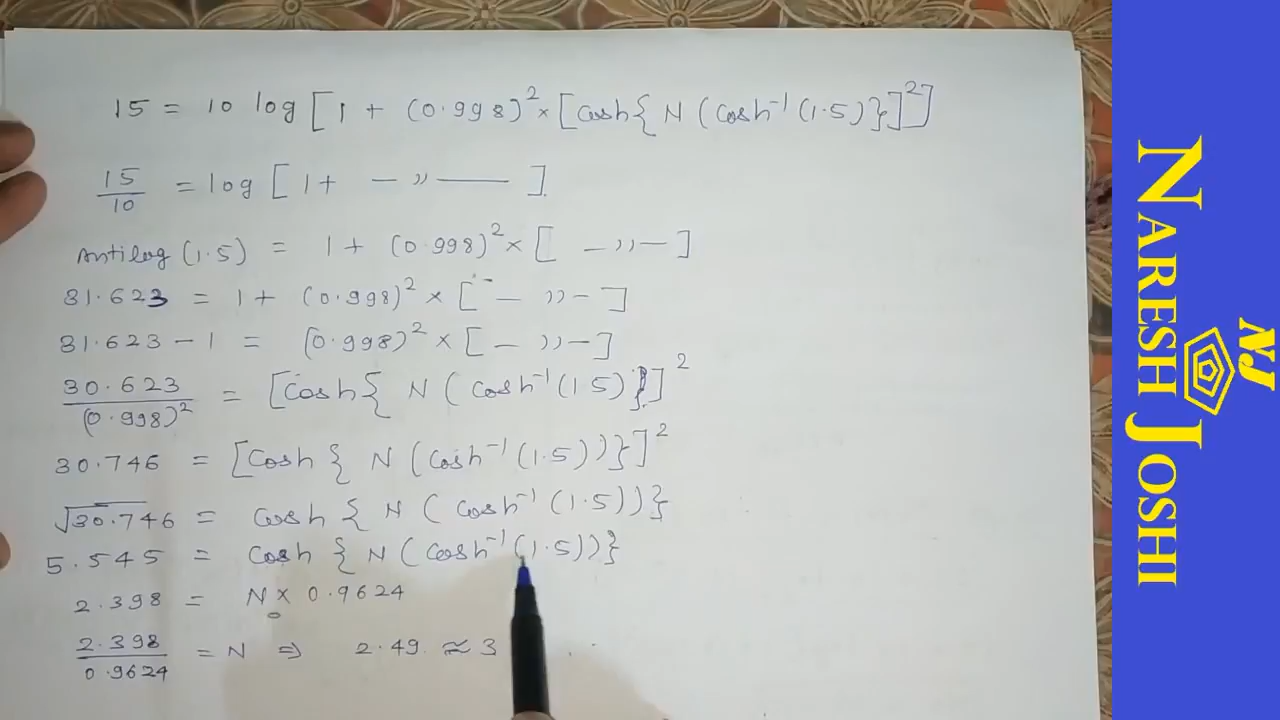 15 = 10 log [1 + (0.998)² × [Cosh{ N (Cosh⁻¹ (1.5)}]²]
15/10 = log [ 1 + — ,, —— ].
Antilog (1.5) = 1 + (0.998)² × [ — ,, — ]
31.623 = 1 + (0.998)² × [ — ,, — ]
31.623 – 1 = (0.998)² × [ — ,, — ]
30.623/(0.998)² = [Cosh{ N ( Cosh⁻¹ (1.5)}]²
30.746 = [Cosh { N (Cosh⁻¹ (1.5))}]²
√30.746 = Cosh { N ( Cosh⁻¹ (1.5))}
5.545 = Cosh { N (Cosh⁻¹ (1.5))}
2.398 = N × 0.9624
2.398/0.9624 = N ⇒ 2.49. ≈ 3
NARESH JOSHI
NJ